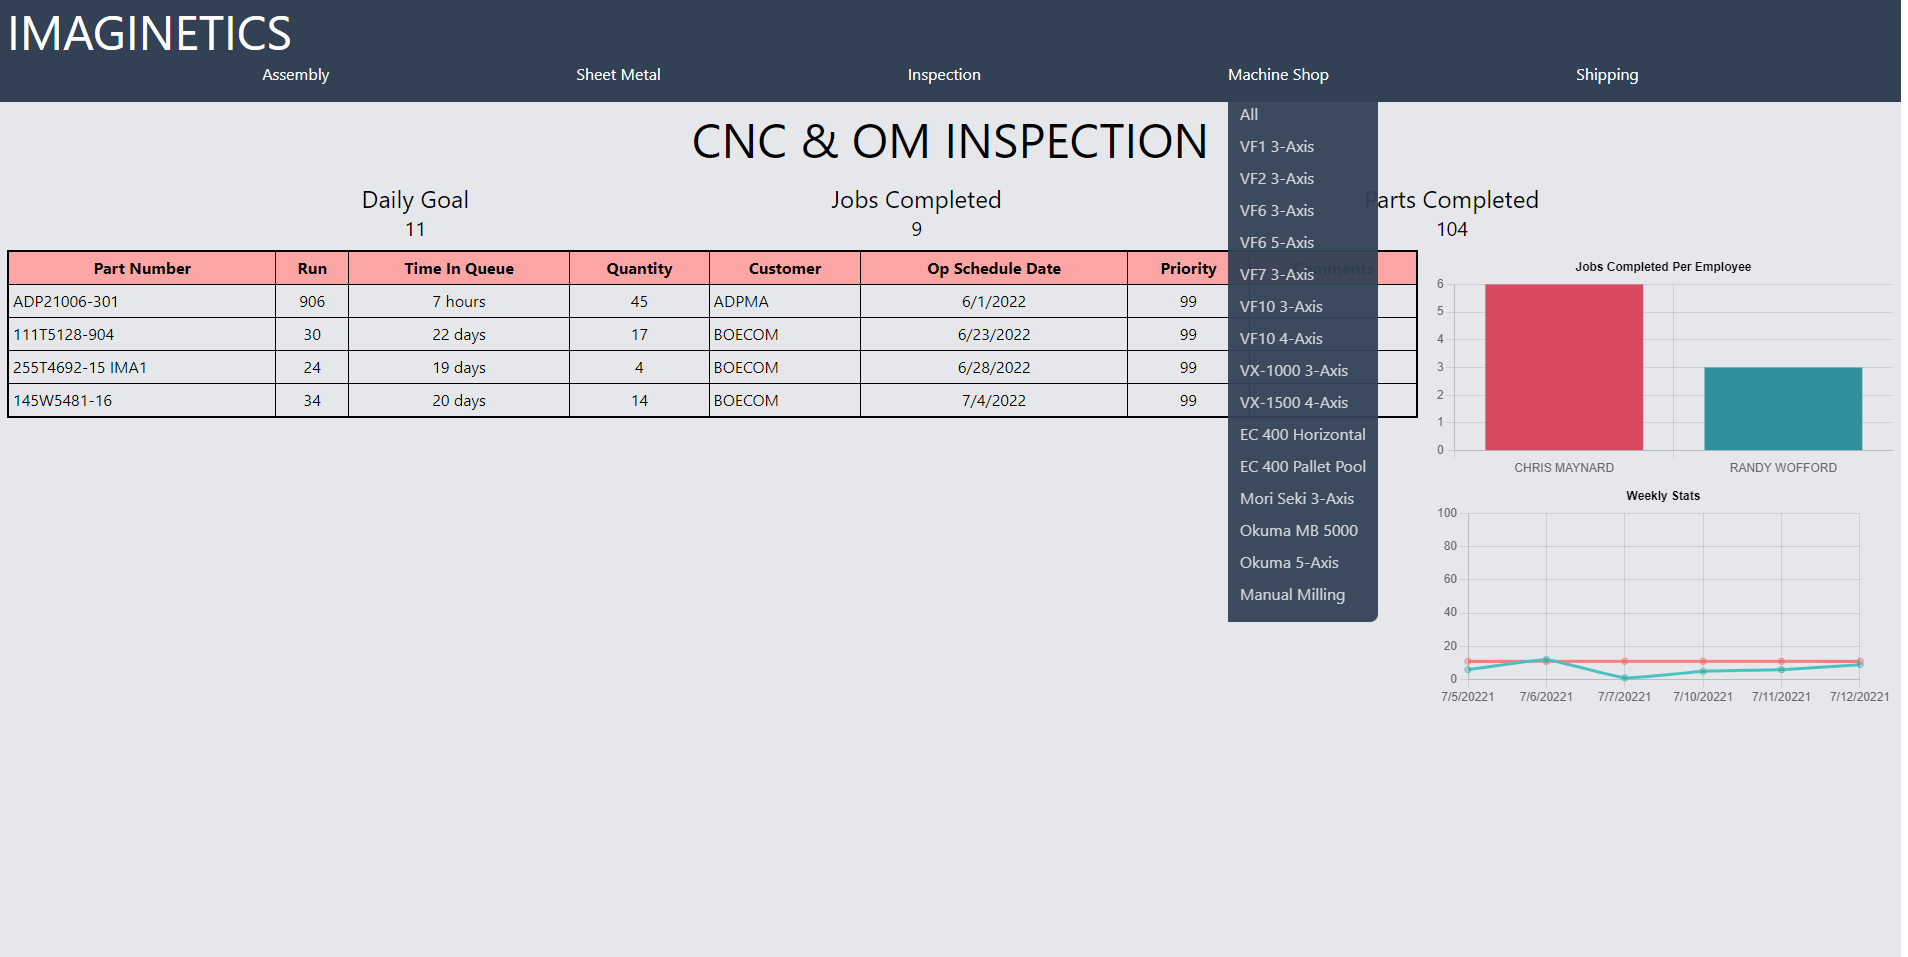 IMAGINETICS
Assembly Sheet Metal Inspection Machine Shop Shipping
All
VF1 3-Axis
VF2 3-Axis
VF6 3-Axis
VF6 5-Axis
VF7 3-Axis
VF10 3-Axis
VF10 4-Axis
VX-1000 3-Axis
VX-1500 4-Axis
EC 400 Horizontal
EC 400 Pallet Pool
Mori Seki 3-Axis
Okuma MB 5000
Okuma 5-Axis
Manual Milling
CNC & OM INSPECTION
Daily Goal Jobs Completed Parts Completed
11 9 104
Part Number Run Time In Queue Quantity Customer Op Schedule Date Priority Comments
ADP21006-301 906 7 hours 45 ADPMA 6/1/2022 99
111T5128-904 30 22 days 17 BOECOM 6/23/2022 99
255T4692-15 IMA1 24 19 days 4 BOECOM 6/28/2022 99
145W5481-16 34 20 days 14 BOECOM 7/4/2022 99
Jobs Completed Per Employee
6
5
4
3
2
1
0
CHRIS MAYNARD RANDY WOFFORD
Weekly Stats
100
80
60
40
20
0
7/5/20221 7/6/20221 7/7/20221 7/10/20221 7/11/20221 7/12/20221